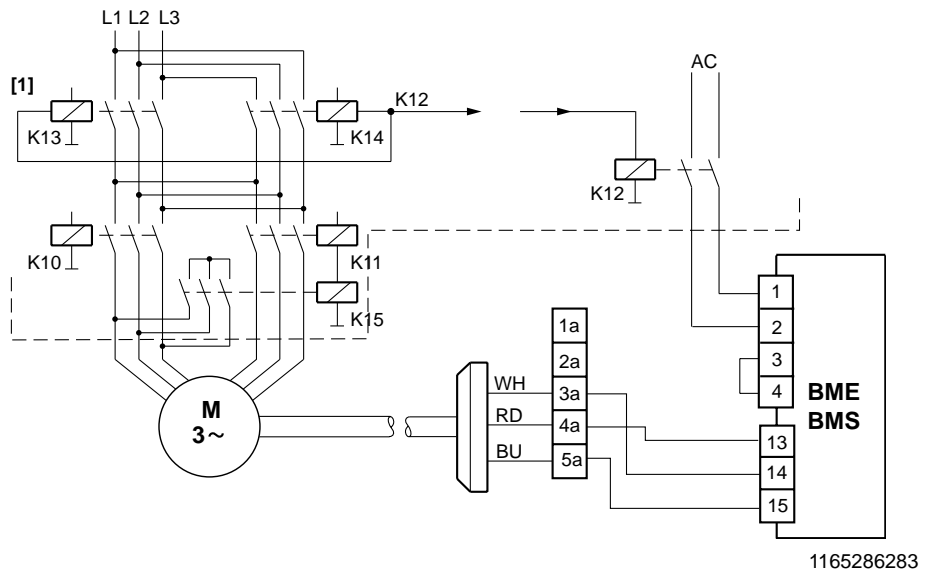 L1 L2 L3
AC
[1]
K12
K13
K14
K12
K10
K11
K15
1
2
3
4
BME
BMS
13
14
15
1a
2a
3a
4a
5a
WH
RD
BU
M
3～
1165286283